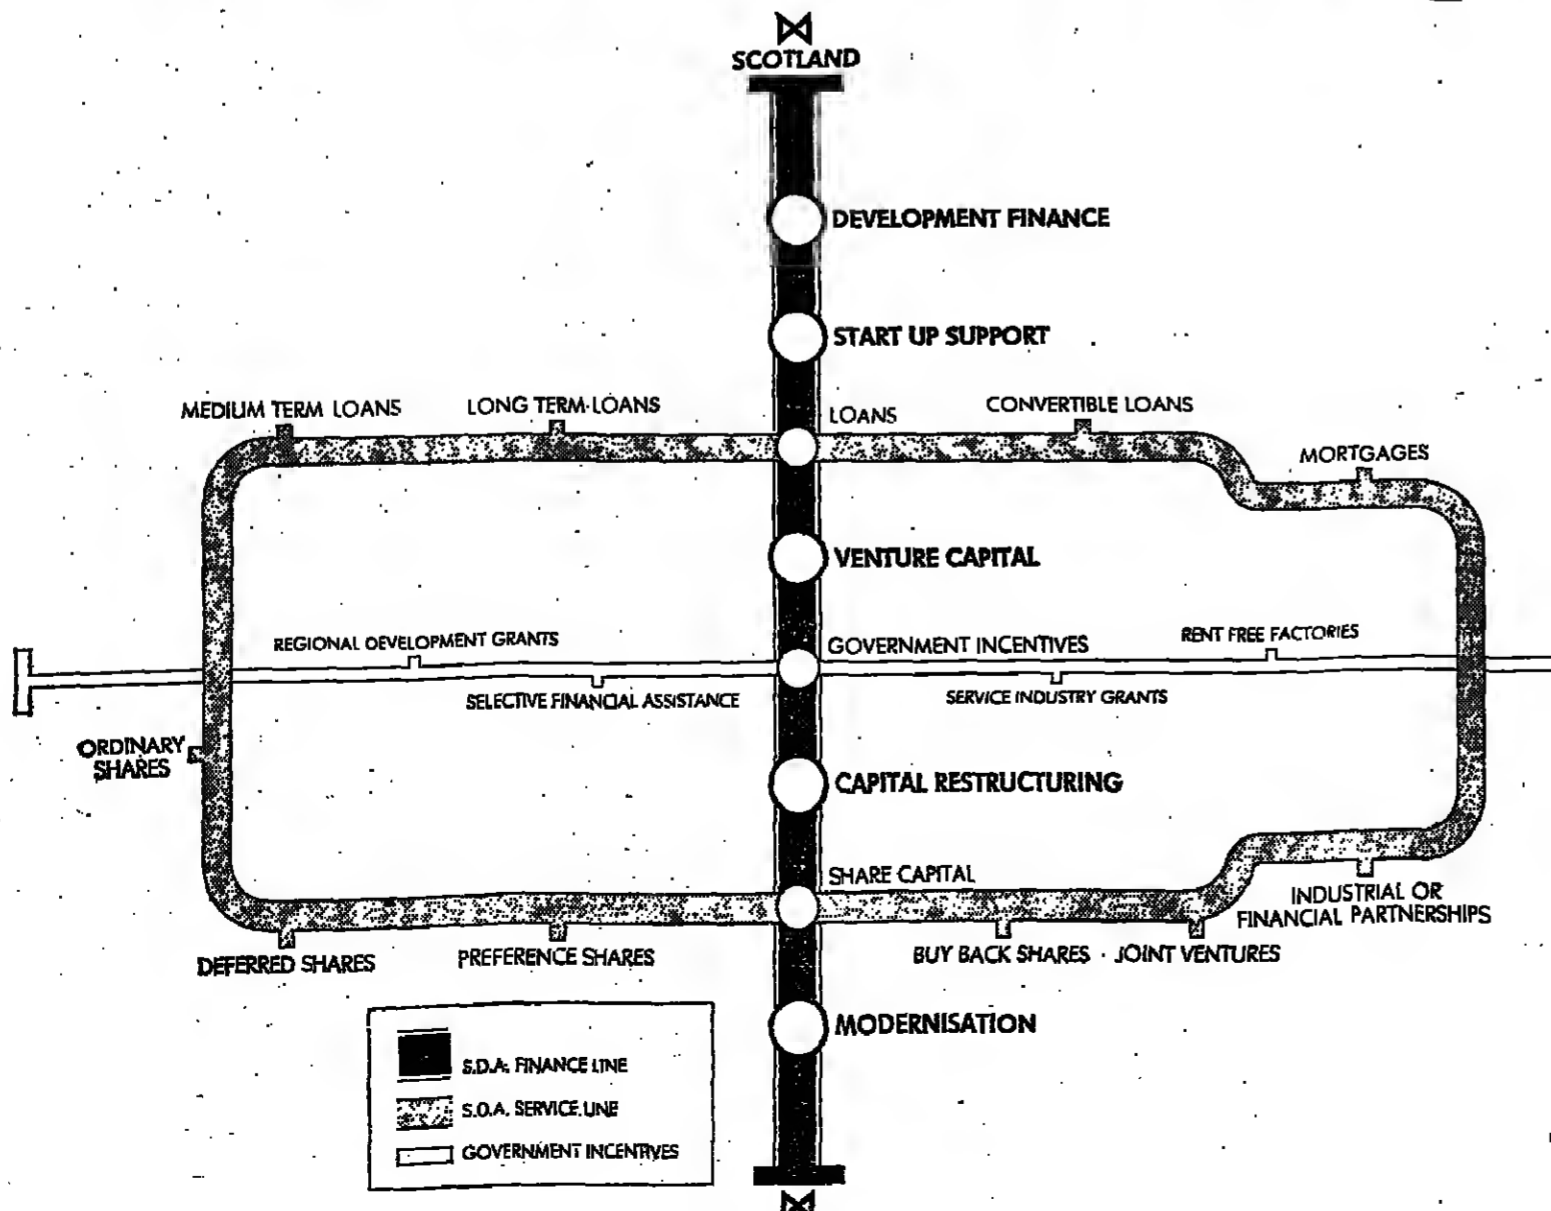 SCOTLAND
DEVELOPMENT FINANCE
START UP SUPPORT
MEDIUM TERM LOANS
LONG TERM LOANS
LOANS
CONVERTIBLE LOANS
MORTGAGES
VENTURE CAPITAL
REGIONAL DEVELOPMENT GRANTS
GOVERNMENT INCENTIVES
RENT FREE FACTORIES
SELECTIVE FINANCIAL ASSISTANCE
SERVICE INDUSTRY GRANTS
ORDINARY
SHARES
CAPITAL RESTRUCTURING
SHARE CAPITAL
INDUSTRIAL OR
FINANCIAL PARTNERSHIPS
DEFERRED SHARES
PREFERENCE SHARES
BUY BACK SHARES · JOINT VENTURES
MODERNISATION
S.D.A. FINANCE LINE
S.D.A. SERVICE LINE
GOVERNMENT INCENTIVES